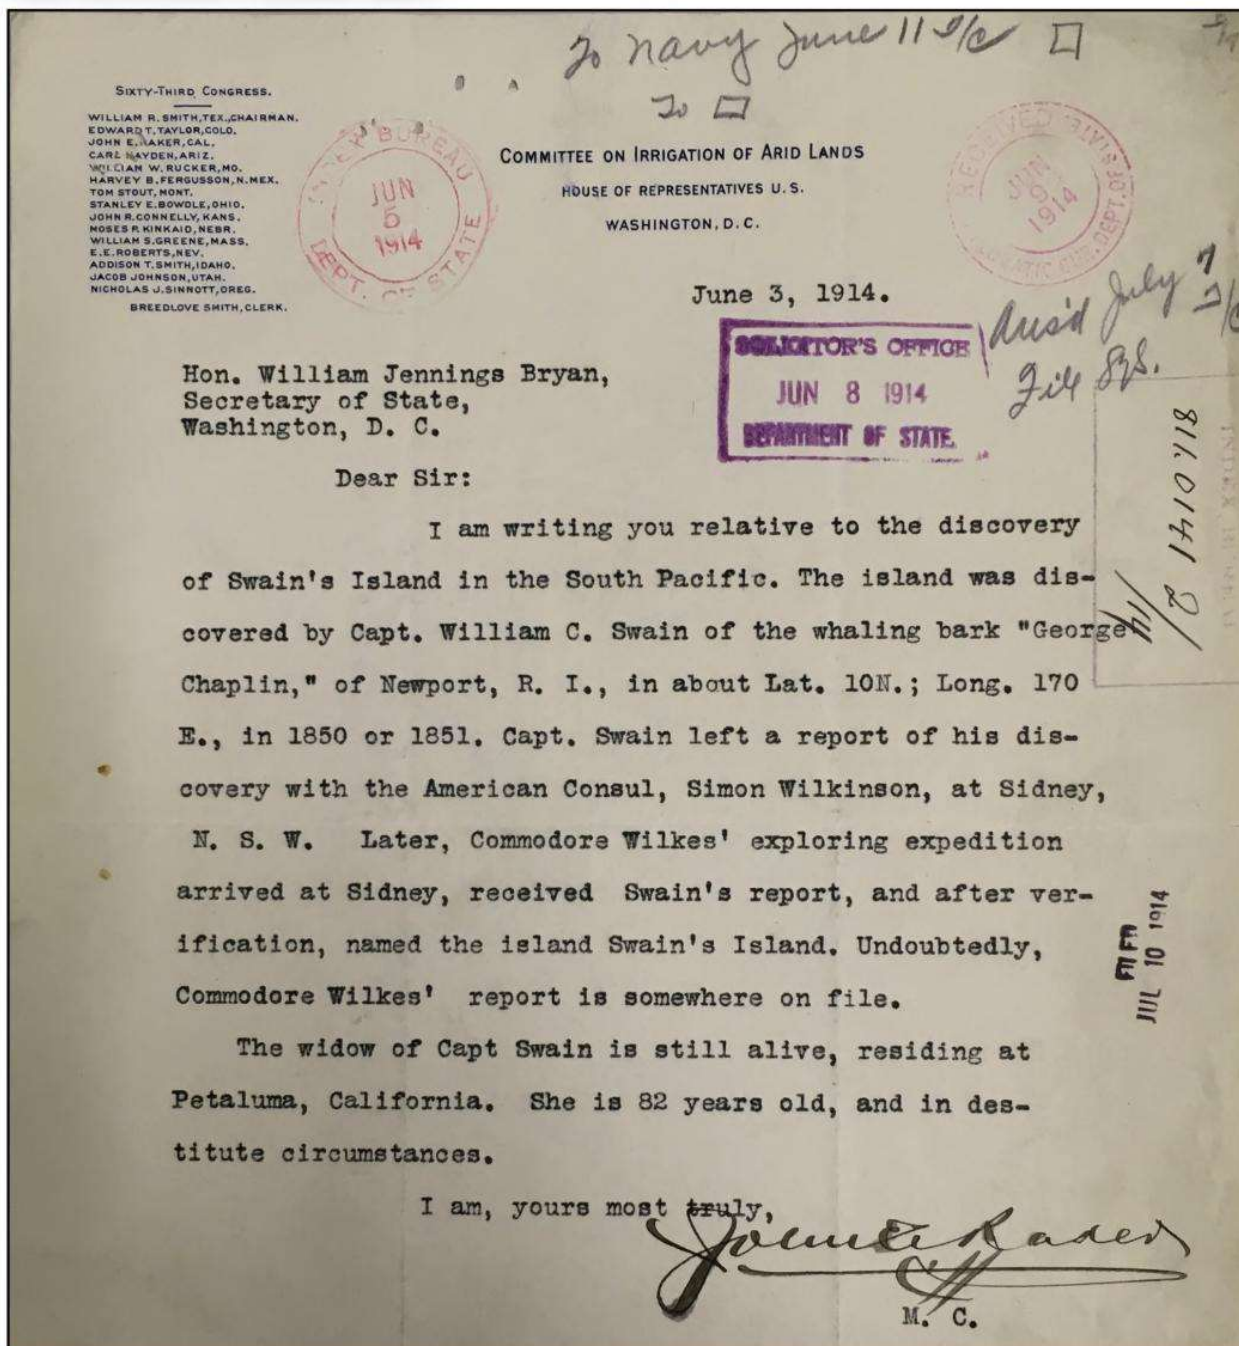 To Navy June 11
To
SIXTY-THIRD CONGRESS.
WILLIAM R. SMITH, TEX., CHAIRMAN.
EDWARD T. TAYLOR, COLO.
JOHN E. RAKER, CAL.
CARL HAYDEN, ARIZ.
WILLIAM W. RUCKER, MO.
HARVEY B. FERGUSSON, N. MEX.
TOM STOUT, MONT.
STANLEY E. BOWDLE, OHIO.
JOHN R. CONNELLY, KANS.
MOSES P. KINKAID, NEBR.
WILLIAM S. GREENE, MASS.
E. E. ROBERTS, NEV.
ADDISON T. SMITH, IDAHO.
JACOB JOHNSON, UTAH.
NICHOLAS J. SINNOTT, OREG.
BREEDLOVE SMITH, CLERK.
BUREAU
JUN
5
1914
DEPT. OF STATE
COMMITTEE ON IRRIGATION OF ARID LANDS
HOUSE OF REPRESENTATIVES U. S.
WASHINGTON, D. C.
RECEIVED DIVISION
JUN
9
1914
June 3, 1914.
Ans'd July 7
File
SOLICITOR'S OFFICE
JUN 8 1914
DEPARTMENT OF STATE.
811.0141
Hon. William Jennings Bryan,
Secretary of State,
Washington, D. C.
Dear Sir:
I am writing you relative to the discovery
of Swain's Island in the South Pacific. The island was dis-
covered by Capt. William C. Swain of the whaling bark "George
Chaplin," of Newport, R. I., in about Lat. 10N.; Long. 170
E., in 1850 or 1851. Capt. Swain left a report of his dis-
covery with the American Consul, Simon Wilkinson, at Sidney,
N. S. W. Later, Commodore Wilkes' exploring expedition
arrived at Sidney, received Swain's report, and after ver-
ification, named the island Swain's Island. Undoubtedly,
Commodore Wilkes' report is somewhere on file.
The widow of Capt Swain is still alive, residing at
Petaluma, California. She is 82 years old, and in des-
titute circumstances.
I am, yours most truly,
John E Raker
M. C.
FILED
JUL 10 1914